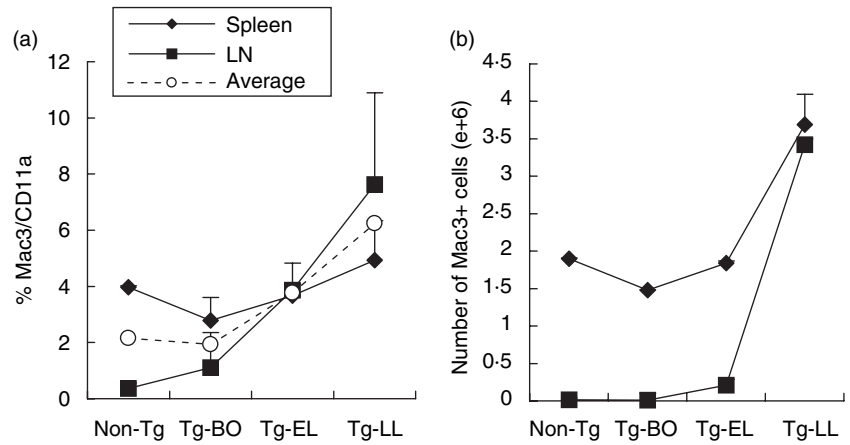 (a)
Spleen
LN
Average
% Mac3/CD11a
12
10
8
6
4
2
0
Non-Tg Tg-BO Tg-EL Tg-LL
(b)
Number of Mac3+ cells (e+6)
4·5
4
3·5
3
2·5
2
1·5
1
0·5
0
Non-Tg Tg-BO Tg-EL Tg-LL